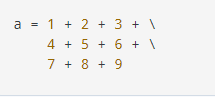 a = 1 + 2 + 3 + \
4 + 5 + 6 + \
7 + 8 + 9